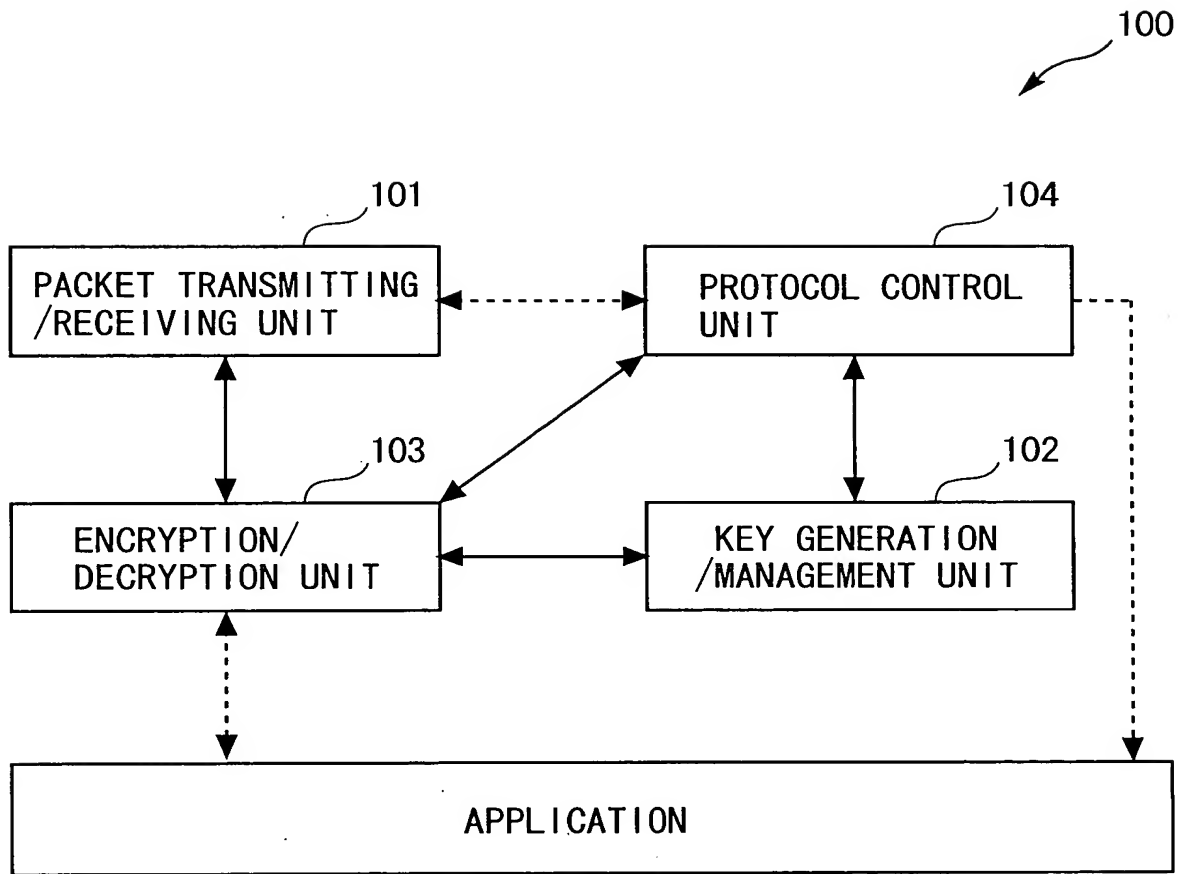 100
101
104
PACKET TRANSMITTING
/RECEIVING UNIT
PROTOCOL CONTROL
UNIT
103
102
ENCRYPTION/
DECRYPTION UNIT
KEY GENERATION
/MANAGEMENT UNIT
APPLICATION